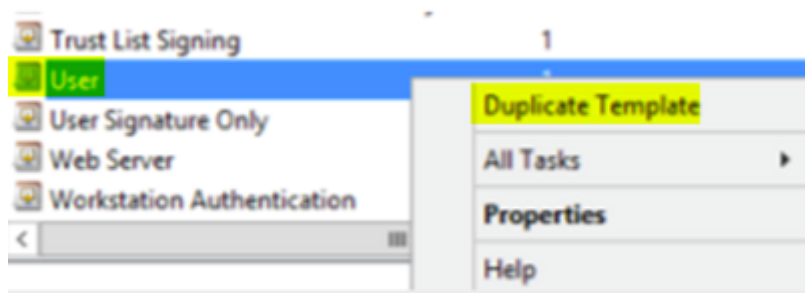 Trust List Signing 1
User
Duplicate Template
User Signature Only
All Tasks
Web Server
Properties
Workstation Authentication
Help